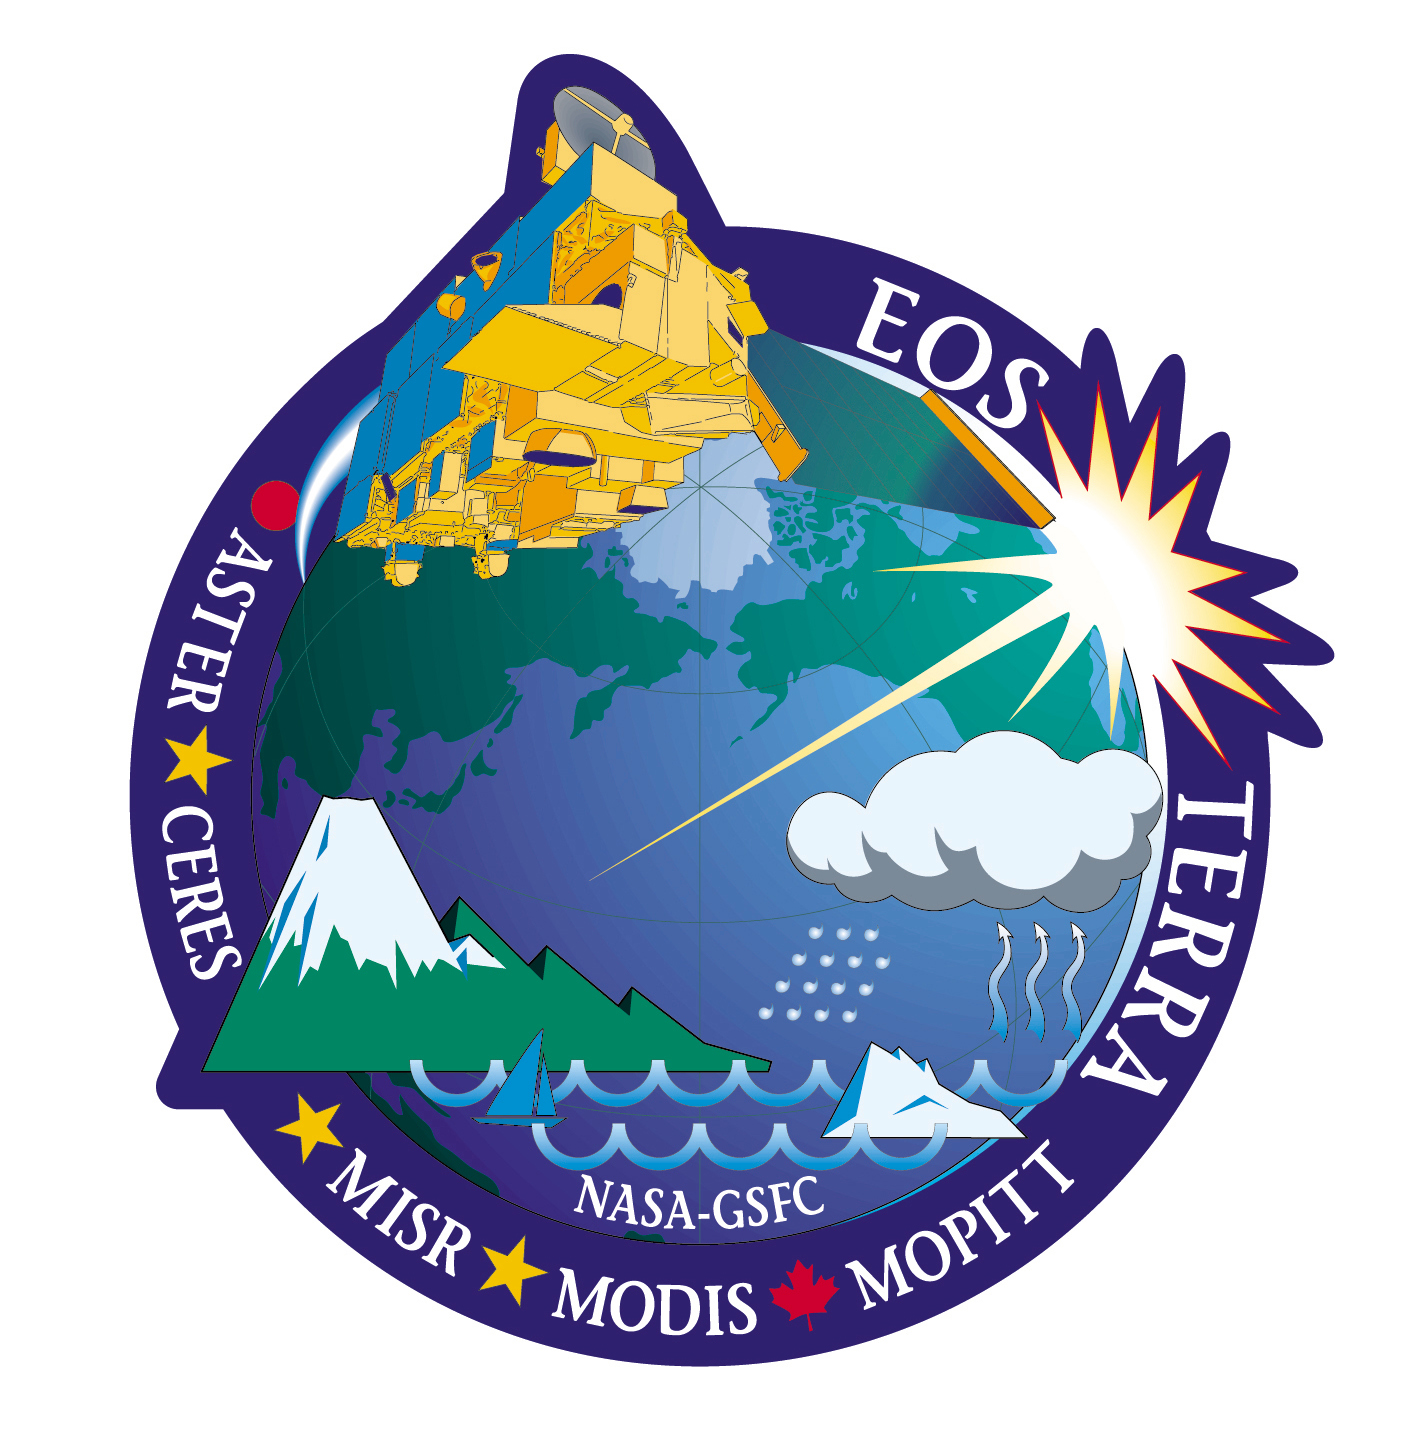 EOS
TERRA
ASTER
CERES
MISR
MODIS
MOPITT
NASA-GSFC